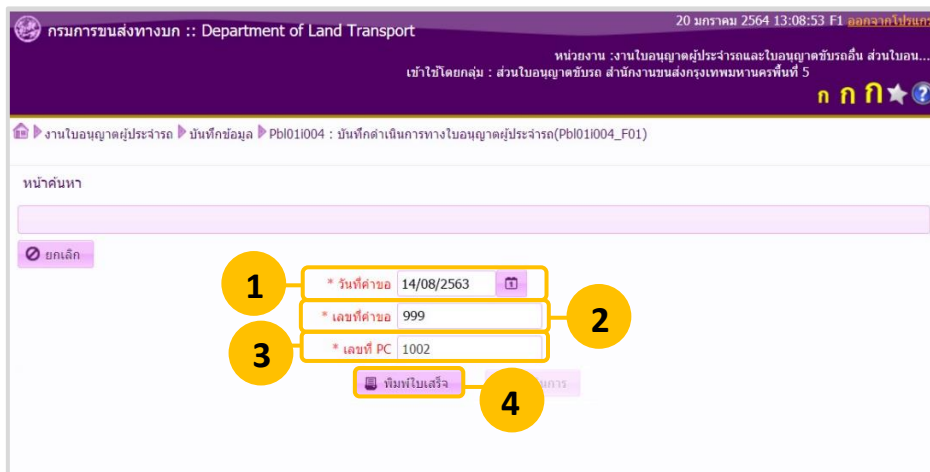 20 มกราคม 2564 13:08:53 F1 ออกจากโปรแกร
กรมการขนส่งทางบก :: Department of Land Transport
หน่วยงาน :งานใบอนุญาตผู้ประจำรถและใบอนุญาตขับรถอื่น ส่วนใบอน...
เข้าใช้โดยกลุ่ม : ส่วนใบอนุญาตขับรถ สำนักงานขนส่งกรุงเทพมหานครพื้นที่ 5
ก ก ก ?
งานใบอนุญาตผู้ประจำรถ บันทึกข้อมูล Pbl01i004 : บันทึกดำเนินการทางใบอนุญาตผู้ประจำรถ(Pbl01i004_F01)
หน้าค้นหา
ยกเลิก
1 * วันที่คำขอ 14/08/2563
* เลขที่คำขอ 999 2
3 * เลขที่ PC 1002
พิมพ์ใบเสร็จ 4